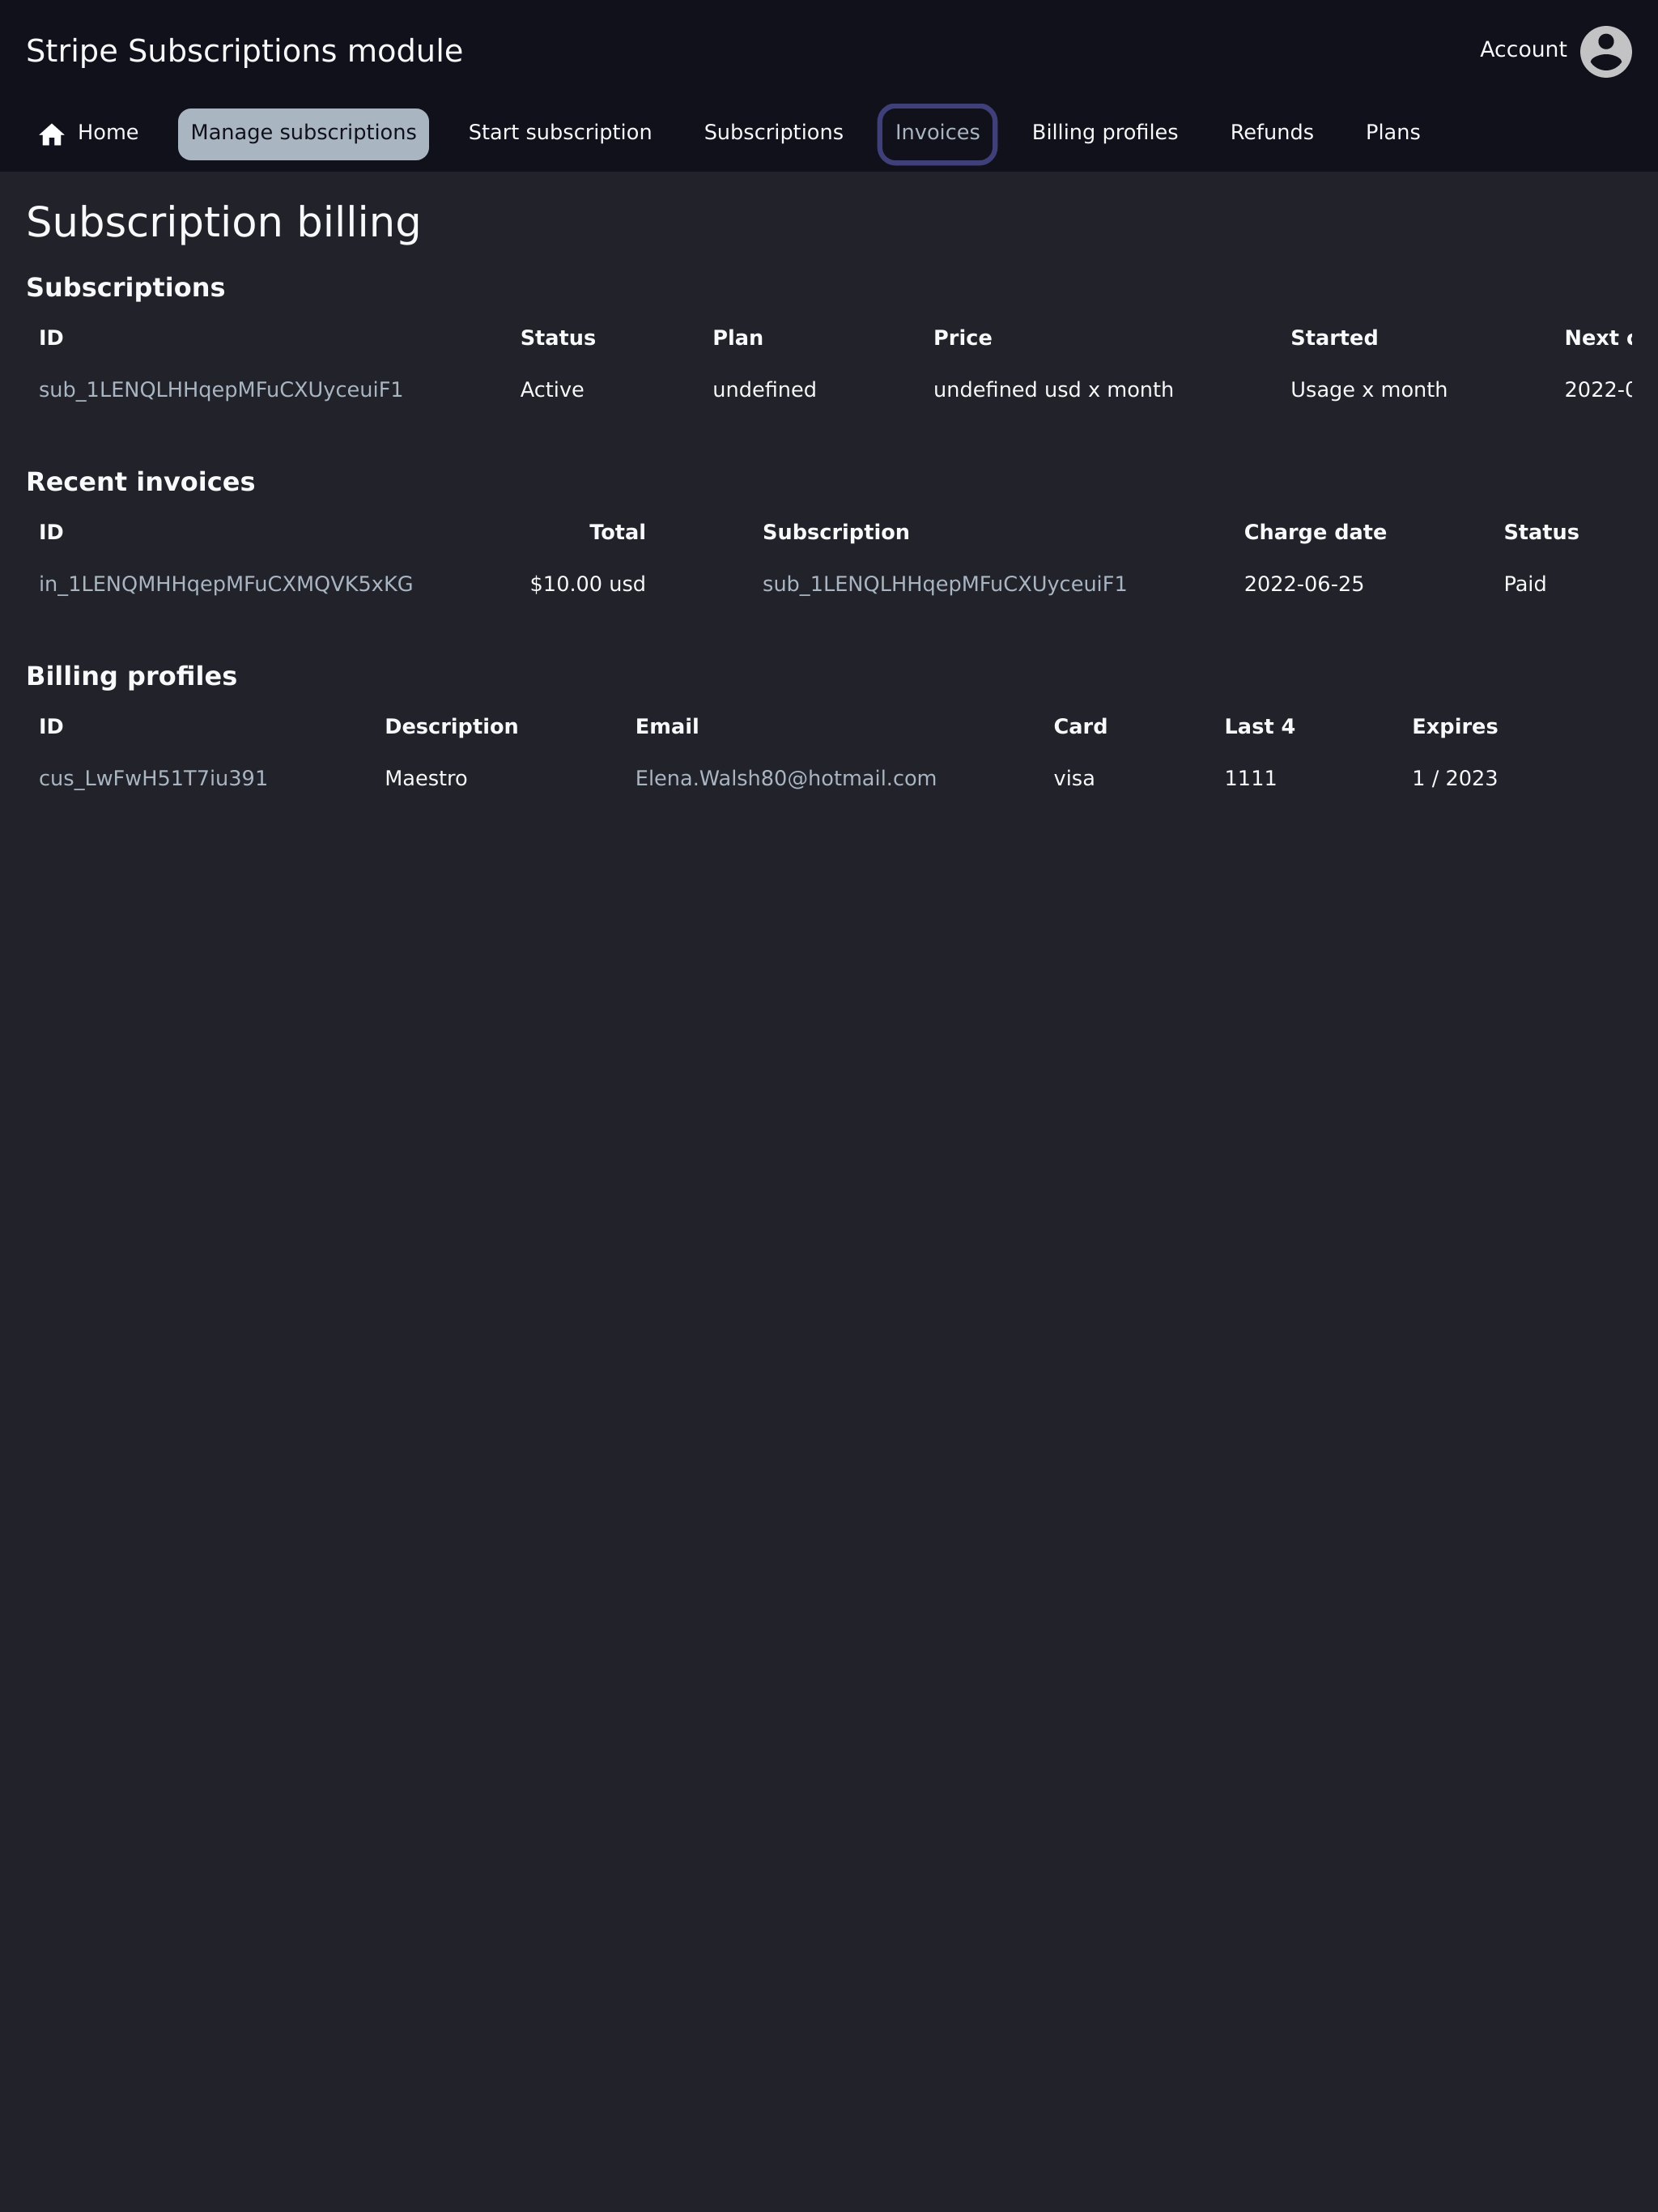 Stripe Subscriptions module
Account
Home Manage subscriptions Start subscription Subscriptions Invoices Billing profiles Refunds Plans
Subscription billing
Subscriptions
ID Status Plan Price Started Next
sub_1LENQLHHqepMFuCXUyceuiF1 Active undefined undefined usd x month Usage x month 2022-0
Recent invoices
ID Total Subscription Charge date Status
in_1LENQMHHqepMFuCXMQVK5xKG $10.00 usd sub_1LENQLHHqepMFuCXUyceuiF1 2022-06-25 Paid
Billing profiles
ID Description Email Card Last 4 Expires
cus_LwFwH51T7iu391 Maestro Elena.Walsh80@hotmail.com visa 1111 1 / 2023